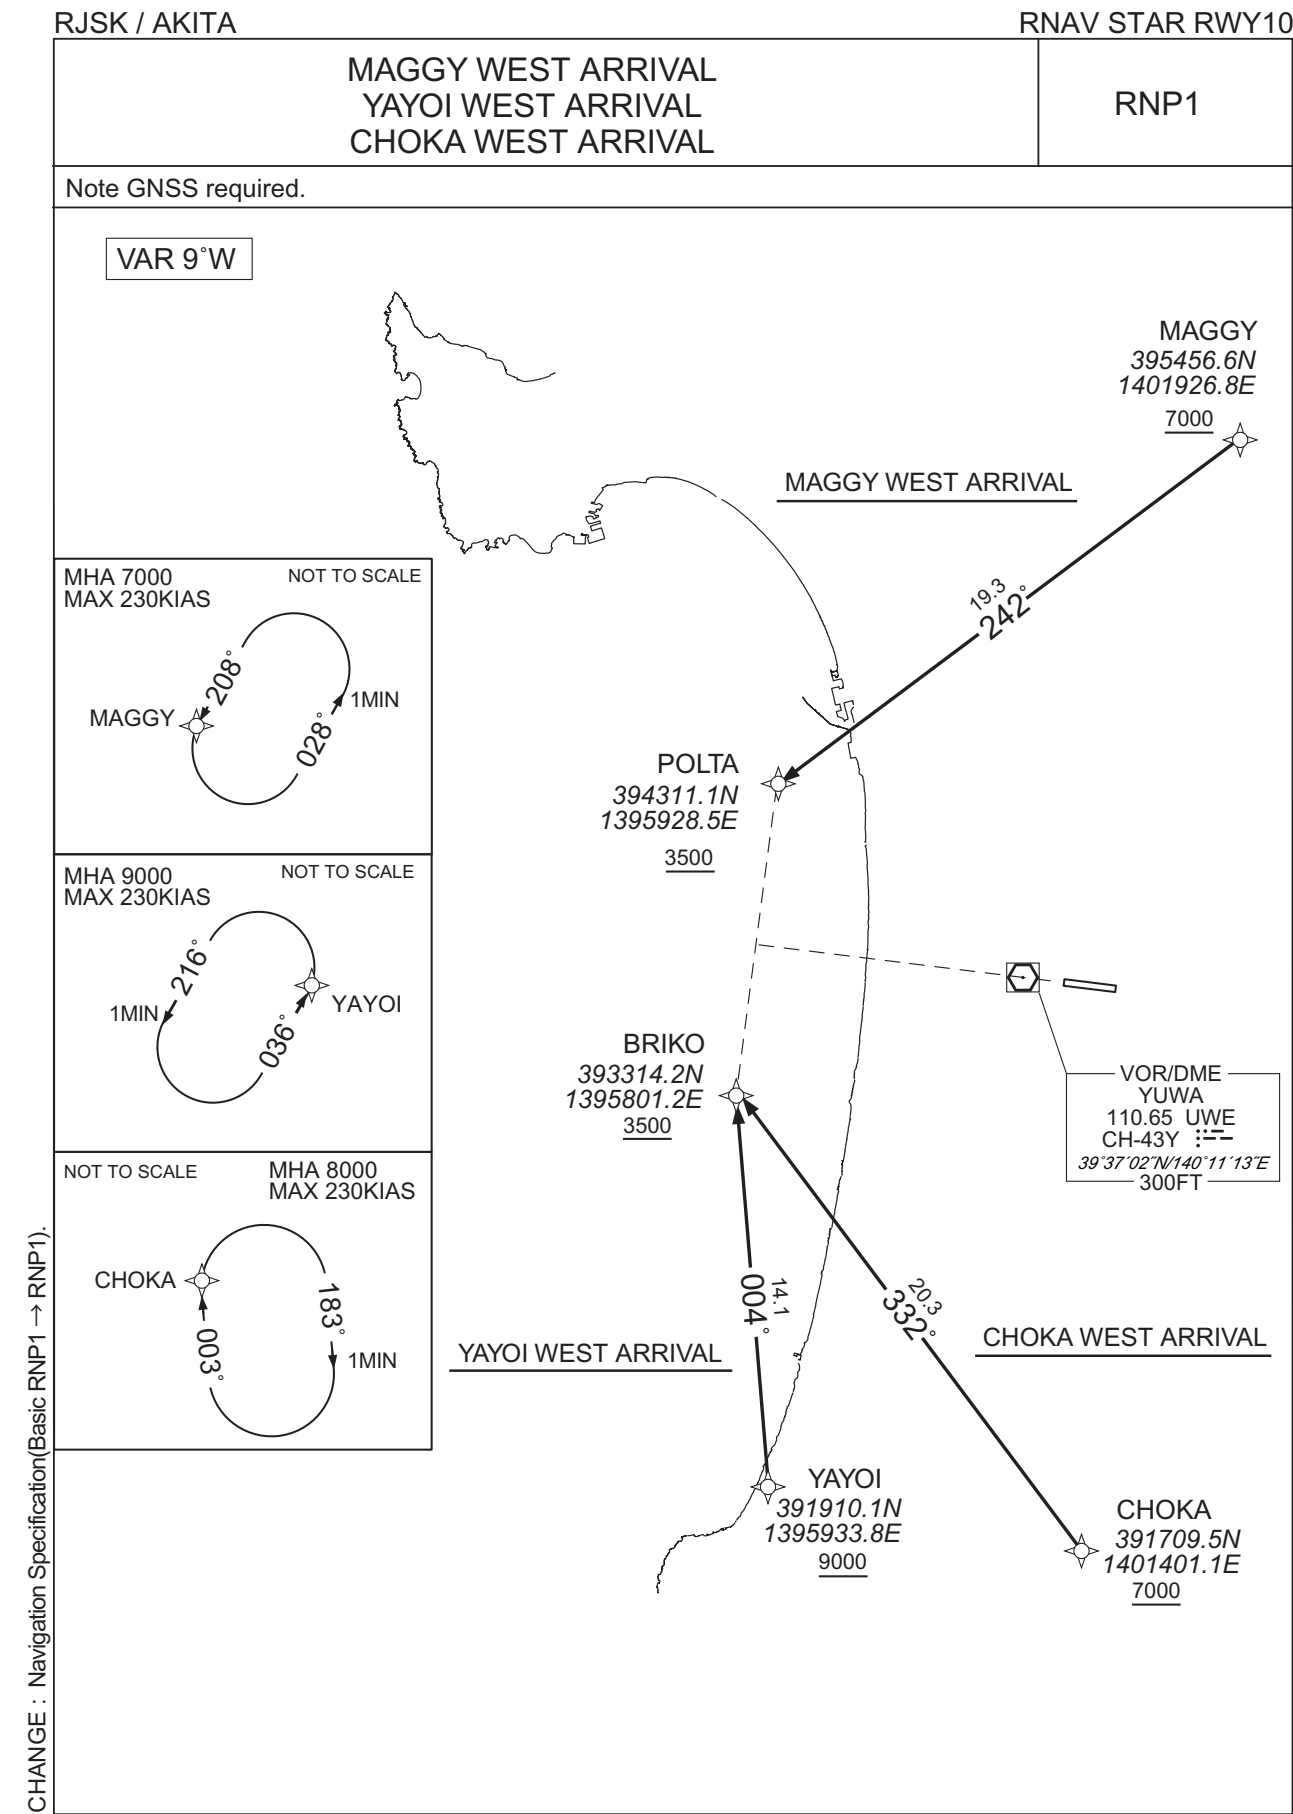 RJSK / AKITA
RNAV STAR RWY10
MAGGY WEST ARRIVAL
YAYOI WEST ARRIVAL
CHOKA WEST ARRIVAL
RNP1
Note GNSS required.
VAR 9°W
MAGGY
395456.6N
1401926.8E
7000
MAGGY WEST ARRIVAL
19.3
242°
MHA 7000
MAX 230KIAS
NOT TO SCALE
208°
MAGGY
1MIN
028°
POLTA
394311.1N
1395928.5E
3500
MHA 9000
MAX 230KIAS
NOT TO SCALE
216°
1MIN
YAYOI
036°
BRIKO
393314.2N
1395801.2E
3500
VOR/DME
YUWA
110.65 UWE
CH-43Y
39°37′02″N/140°11′13″E
300FT
NOT TO SCALE
MHA 8000
MAX 230KIAS
CHOKA
183°
003°
1MIN
14.1
004°
20.3
332°
YAYOI WEST ARRIVAL
CHOKA WEST ARRIVAL
YAYOI
391910.1N
1395933.8E
9000
CHOKA
391709.5N
1401401.1E
7000
CHANGE : Navigation Specification(Basic RNP1 → RNP1).